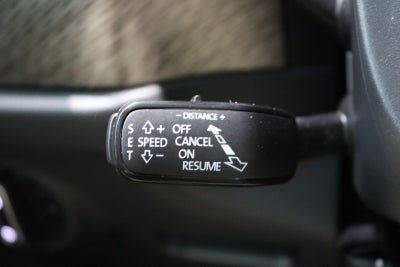 - DISTANCE +
S + OFF
E SPEED CANCEL
T - ON
RESUME